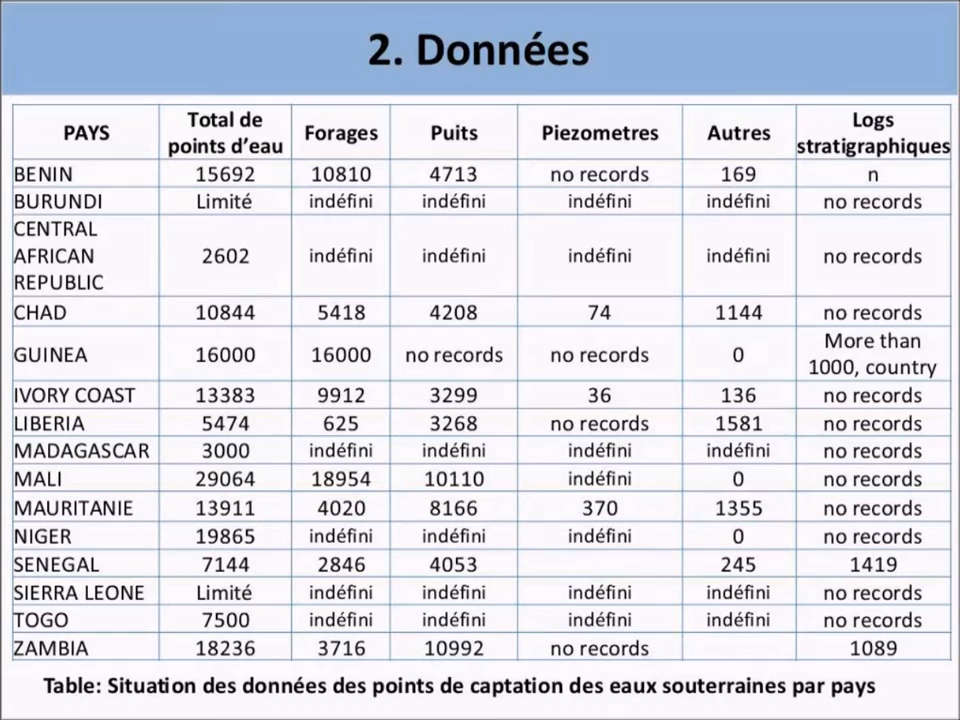 2. Données
PAYS Total de points d’eau Forages Puits Piezometres Autres Logs stratigraphiques
BENIN 15692 10810 4713 no records 169 n
BURUNDI Limité indéfini indéfini indéfini indéfini no records
CENTRAL AFRICAN REPUBLIC 2602 indéfini indéfini indéfini indéfini no records
CHAD 10844 5418 4208 74 1144 no records
GUINEA 16000 16000 no records no records 0 More than 1000, country
IVORY COAST 13383 9912 3299 36 136 no records
LIBERIA 5474 625 3268 no records 1581 no records
MADAGASCAR 3000 indéfini indéfini indéfini indéfini no records
MALI 29064 18954 10110 indéfini 0 no records
MAURITANIE 13911 4020 8166 370 1355 no records
NIGER 19865 indéfini indéfini indéfini 0 no records
SENEGAL 7144 2846 4053 245 1419
SIERRA LEONE Limité indéfini indéfini indéfini indéfini no records
TOGO 7500 indéfini indéfini indéfini indéfini no records
ZAMBIA 18236 3716 10992 no records 1089
Table: Situation des données des points de captation des eaux souterraines par pays